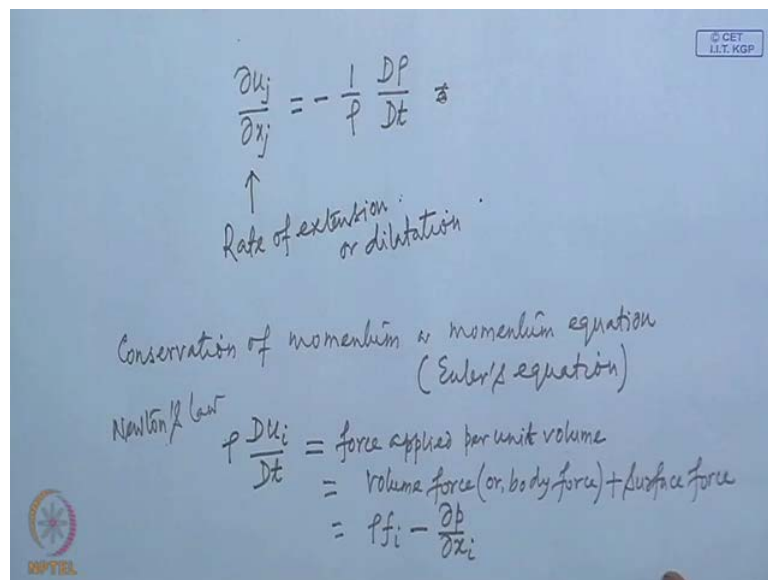 © CET
I.I.T. KGP
∂uj/∂xj = - 1/ρ Dρ/Dt
↑
Rate of extension
or dilatation
Conservation of momentum or momentum equation
(Euler's equation)
Newton's Law
ρ Dui/Dt = force applied per unit volume
= volume force (or, body force) + surface force
= ρfi - ∂p/∂xi
NPTEL